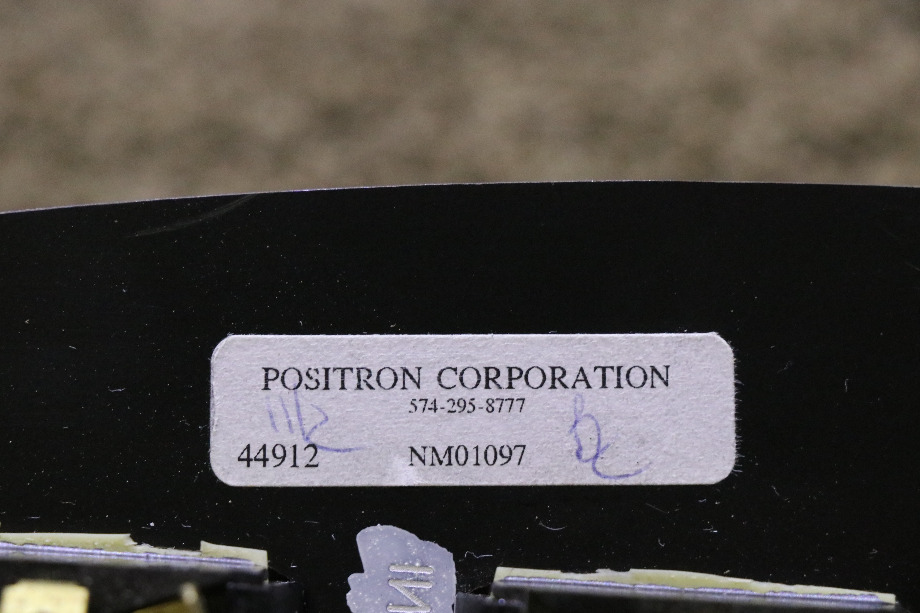 POSITRON CORPORATION
574-295-8777
44912 NM01097